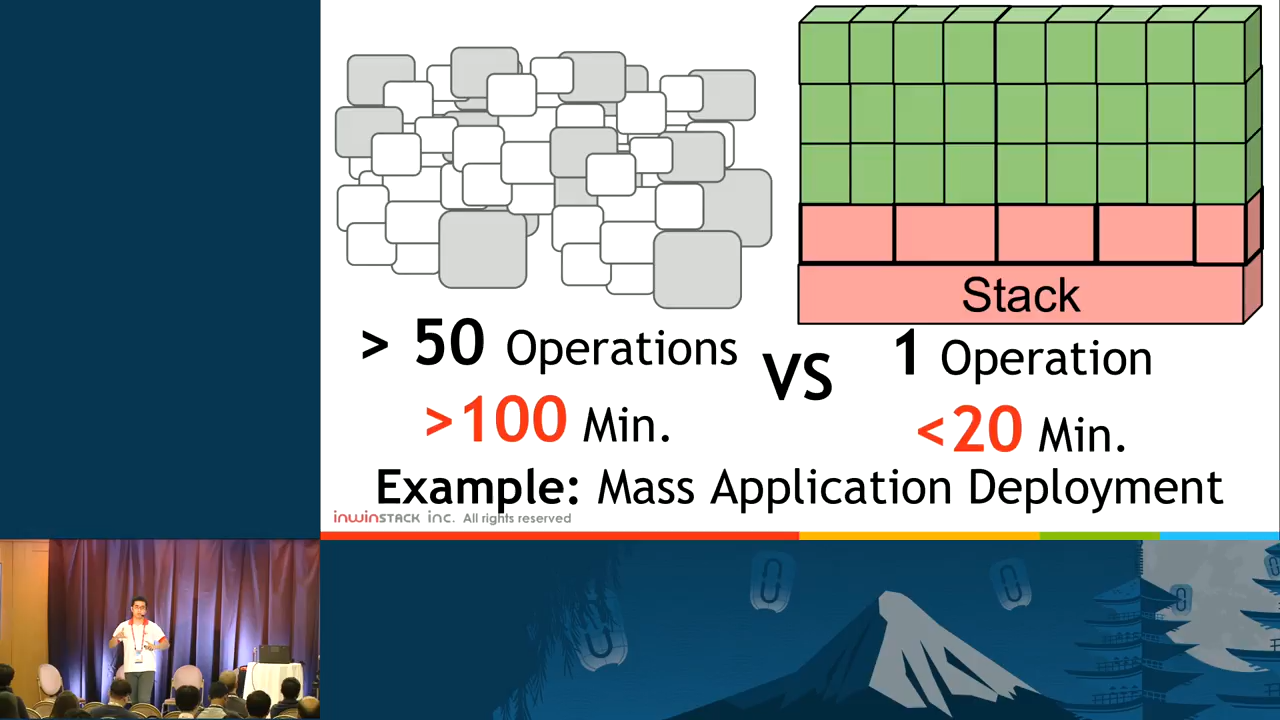 Stack
> 50 Operations
VS
1 Operation
>100 Min.
<20 Min.
Example: Mass Application Deployment
inwinSTACK inc. All rights reserved